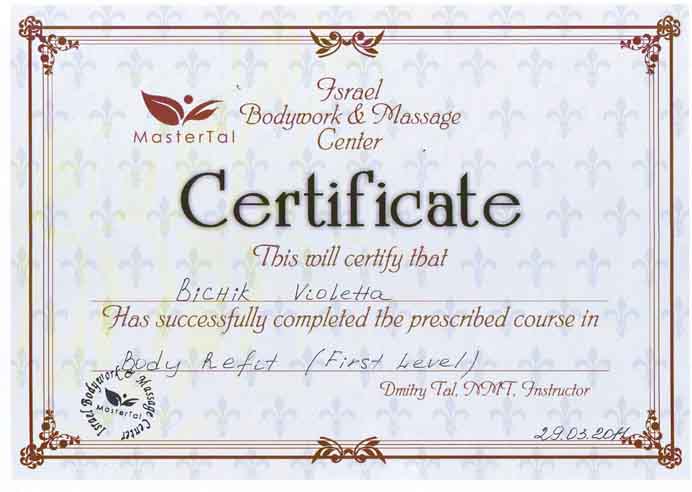 Israel
Bodywork & Massage
Center
MasterTal
Certificate
This will certify that
Bichik Violetta
Has successfully completed the prescribed course in
Body Refit (First Level)
Dmitry Tal, NMT, Instructor
Israel Bodywork & Massage Center
MasterTal
29.03.2011